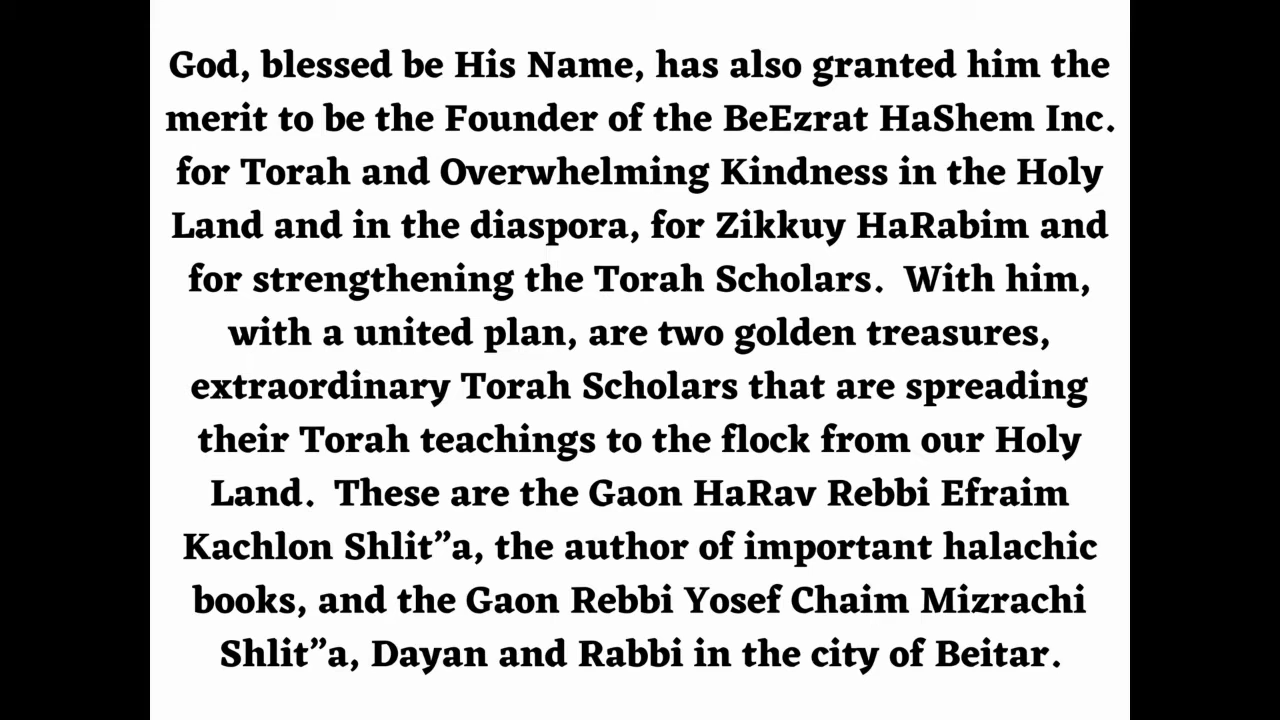 God, blessed be His Name, has also granted him the
merit to be the Founder of the BeEzrat HaShem Inc.
for Torah and Overwhelming Kindness in the Holy
Land and in the diaspora, for Zikkuy HaRabim and
for strengthening the Torah Scholars.  With him,
with a united plan, are two golden treasures,
extraordinary Torah Scholars that are spreading
their Torah teachings to the flock from our Holy
Land.  These are the Gaon HaRav Rebbi Efraim
Kachlon Shlit”a, the author of important halachic
books, and the Gaon Rebbi Yosef Chaim Mizrachi
Shlit”a, Dayan and Rabbi in the city of Beitar.